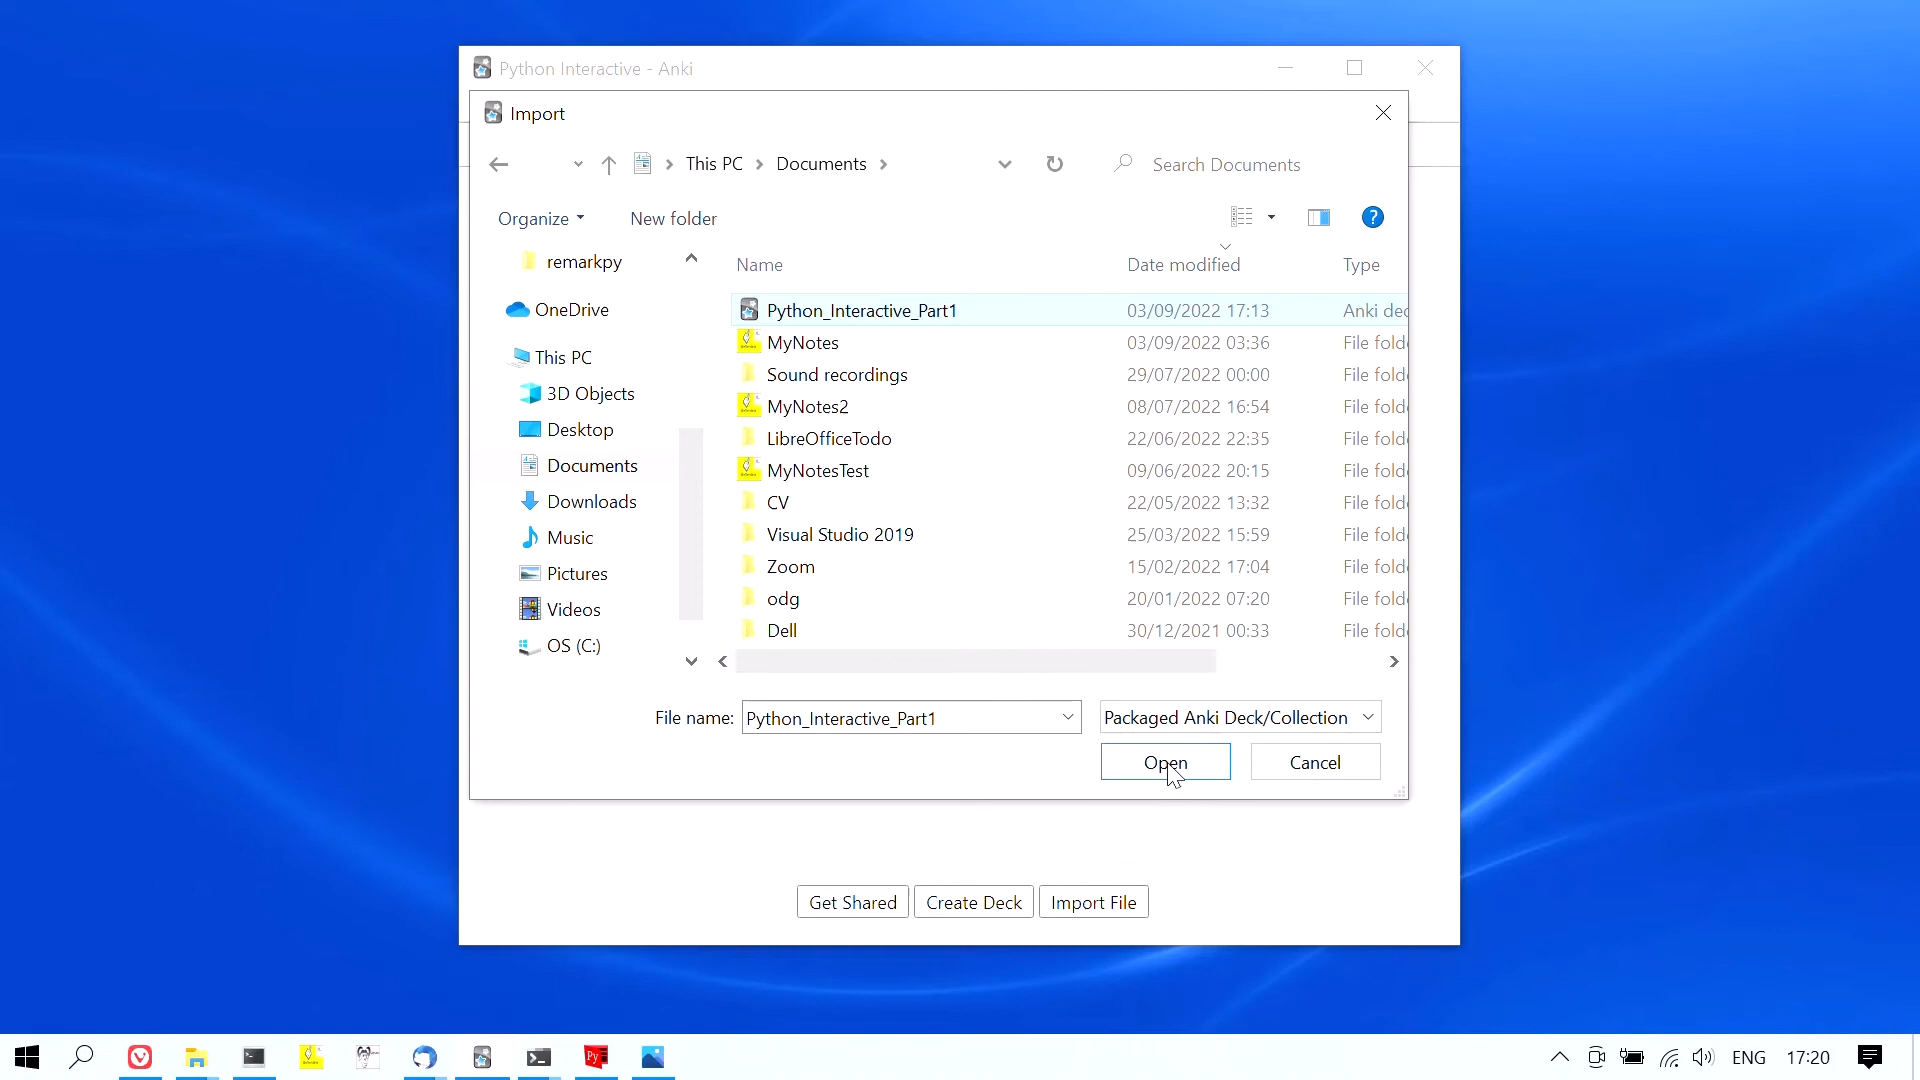 Python Interactive - Anki
Import
This PC > Documents >
Search Documents
Organize
New folder
remarkpy
OneDrive
This PC
3D Objects
Desktop
Documents
Downloads
Music
Pictures
Videos
OS (C:)
Name Date modified Type
Python_Interactive_Part1 03/09/2022 17:13 Anki dec
MyNotes 03/09/2022 03:36 File fold
Sound recordings 29/07/2022 00:00 File fold
MyNotes2 08/07/2022 16:54 File fold
LibreOfficeTodo 22/06/2022 22:35 File fold
MyNotesTest 09/06/2022 20:15 File fold
CV 22/05/2022 13:32 File fold
Visual Studio 2019 25/03/2022 15:59 File fold
Zoom 15/02/2022 17:04 File fold
odg 20/01/2022 07:20 File fold
Dell 30/12/2021 00:33 File fold
File name: Python_Interactive_Part1 Packaged Anki Deck/Collection
Open Cancel
Get Shared Create Deck Import File
ENG 17:20